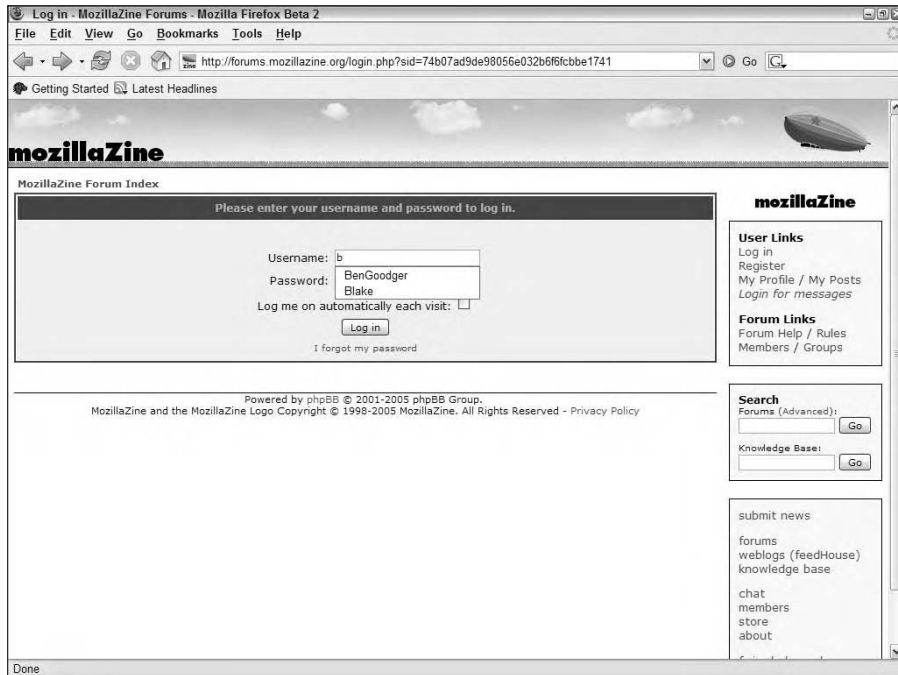 Log in - MozillaZine Forums - Mozilla Firefox Beta 2
File Edit View Go Bookmarks Tools Help
http://forums.mozillazine.org/login.php?sid=74b07ad9de98056e032b6f6fcbbe1741
Go
G
Getting Started Latest Headlines
mozillaZine
MozillaZine Forum Index
Please enter your username and password to log in.
Username: b
Password:
BenGoodger
Blake
Log me on automatically each visit:
Log in
I forgot my password
Powered by phpBB © 2001-2005 phpBB Group.
MozillaZine and the MozillaZine Logo Copyright © 1998-2005 MozillaZine. All Rights Reserved - Privacy Policy
mozillaZine
User Links
Log in
Register
My Profile / My Posts
Login for messages
Forum Links
Forum Help / Rules
Members / Groups
Search
Forums (Advanced):
Go
Knowledge Base:
Go
submit news
forums
weblogs (feedHouse)
knowledge base
chat
members
store
about
Done